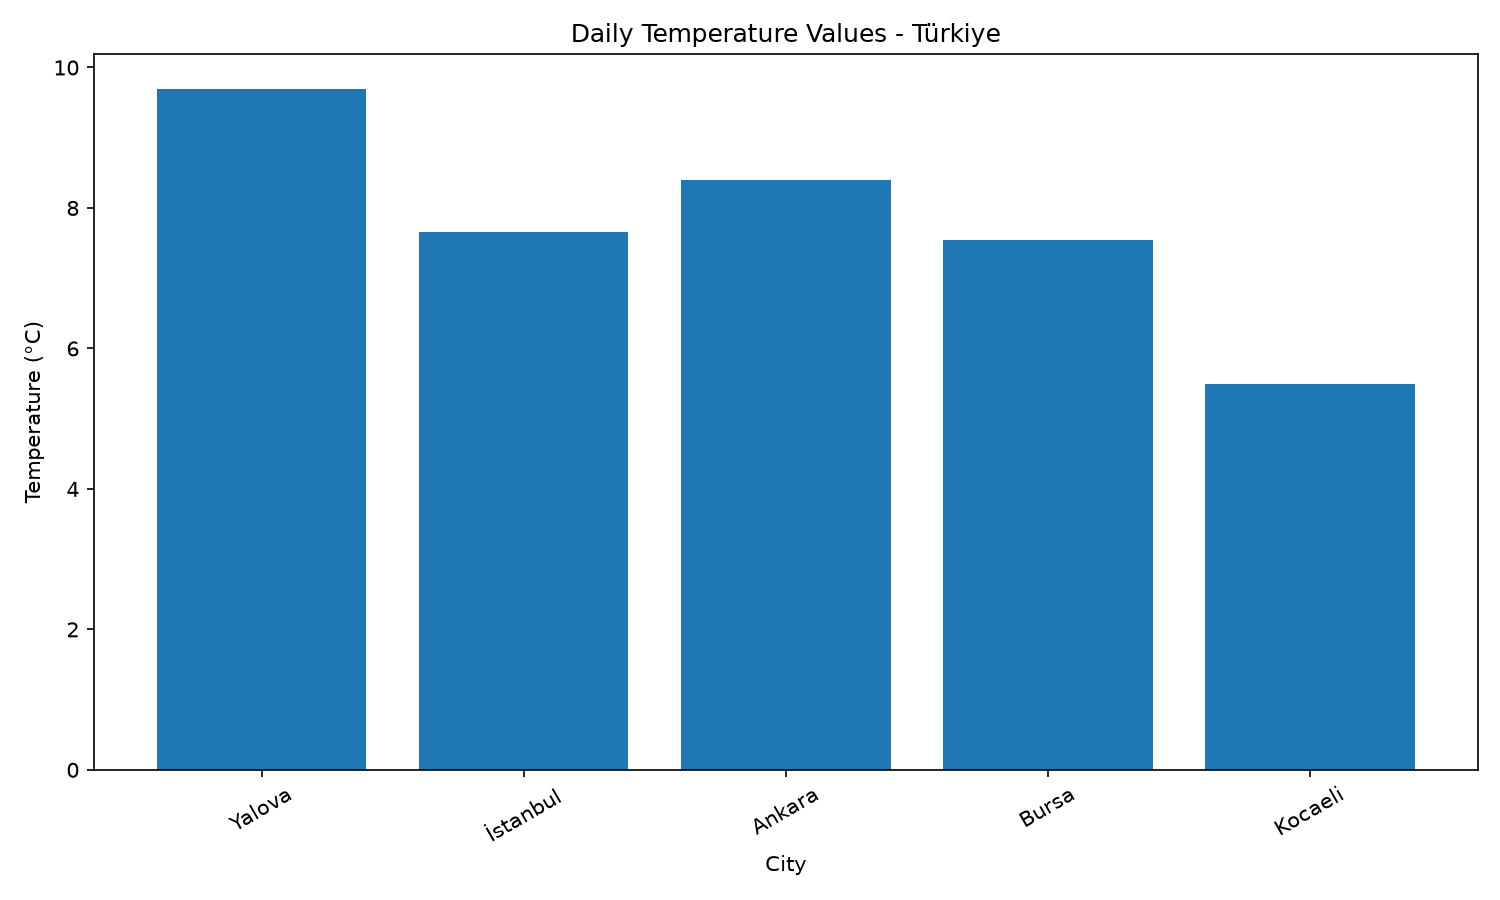 Daily Temperature Values - Türkiye
Temperature (°C)
10
8
6
4
2
0
Yalova
İstanbul
Ankara
Bursa
Kocaeli
City